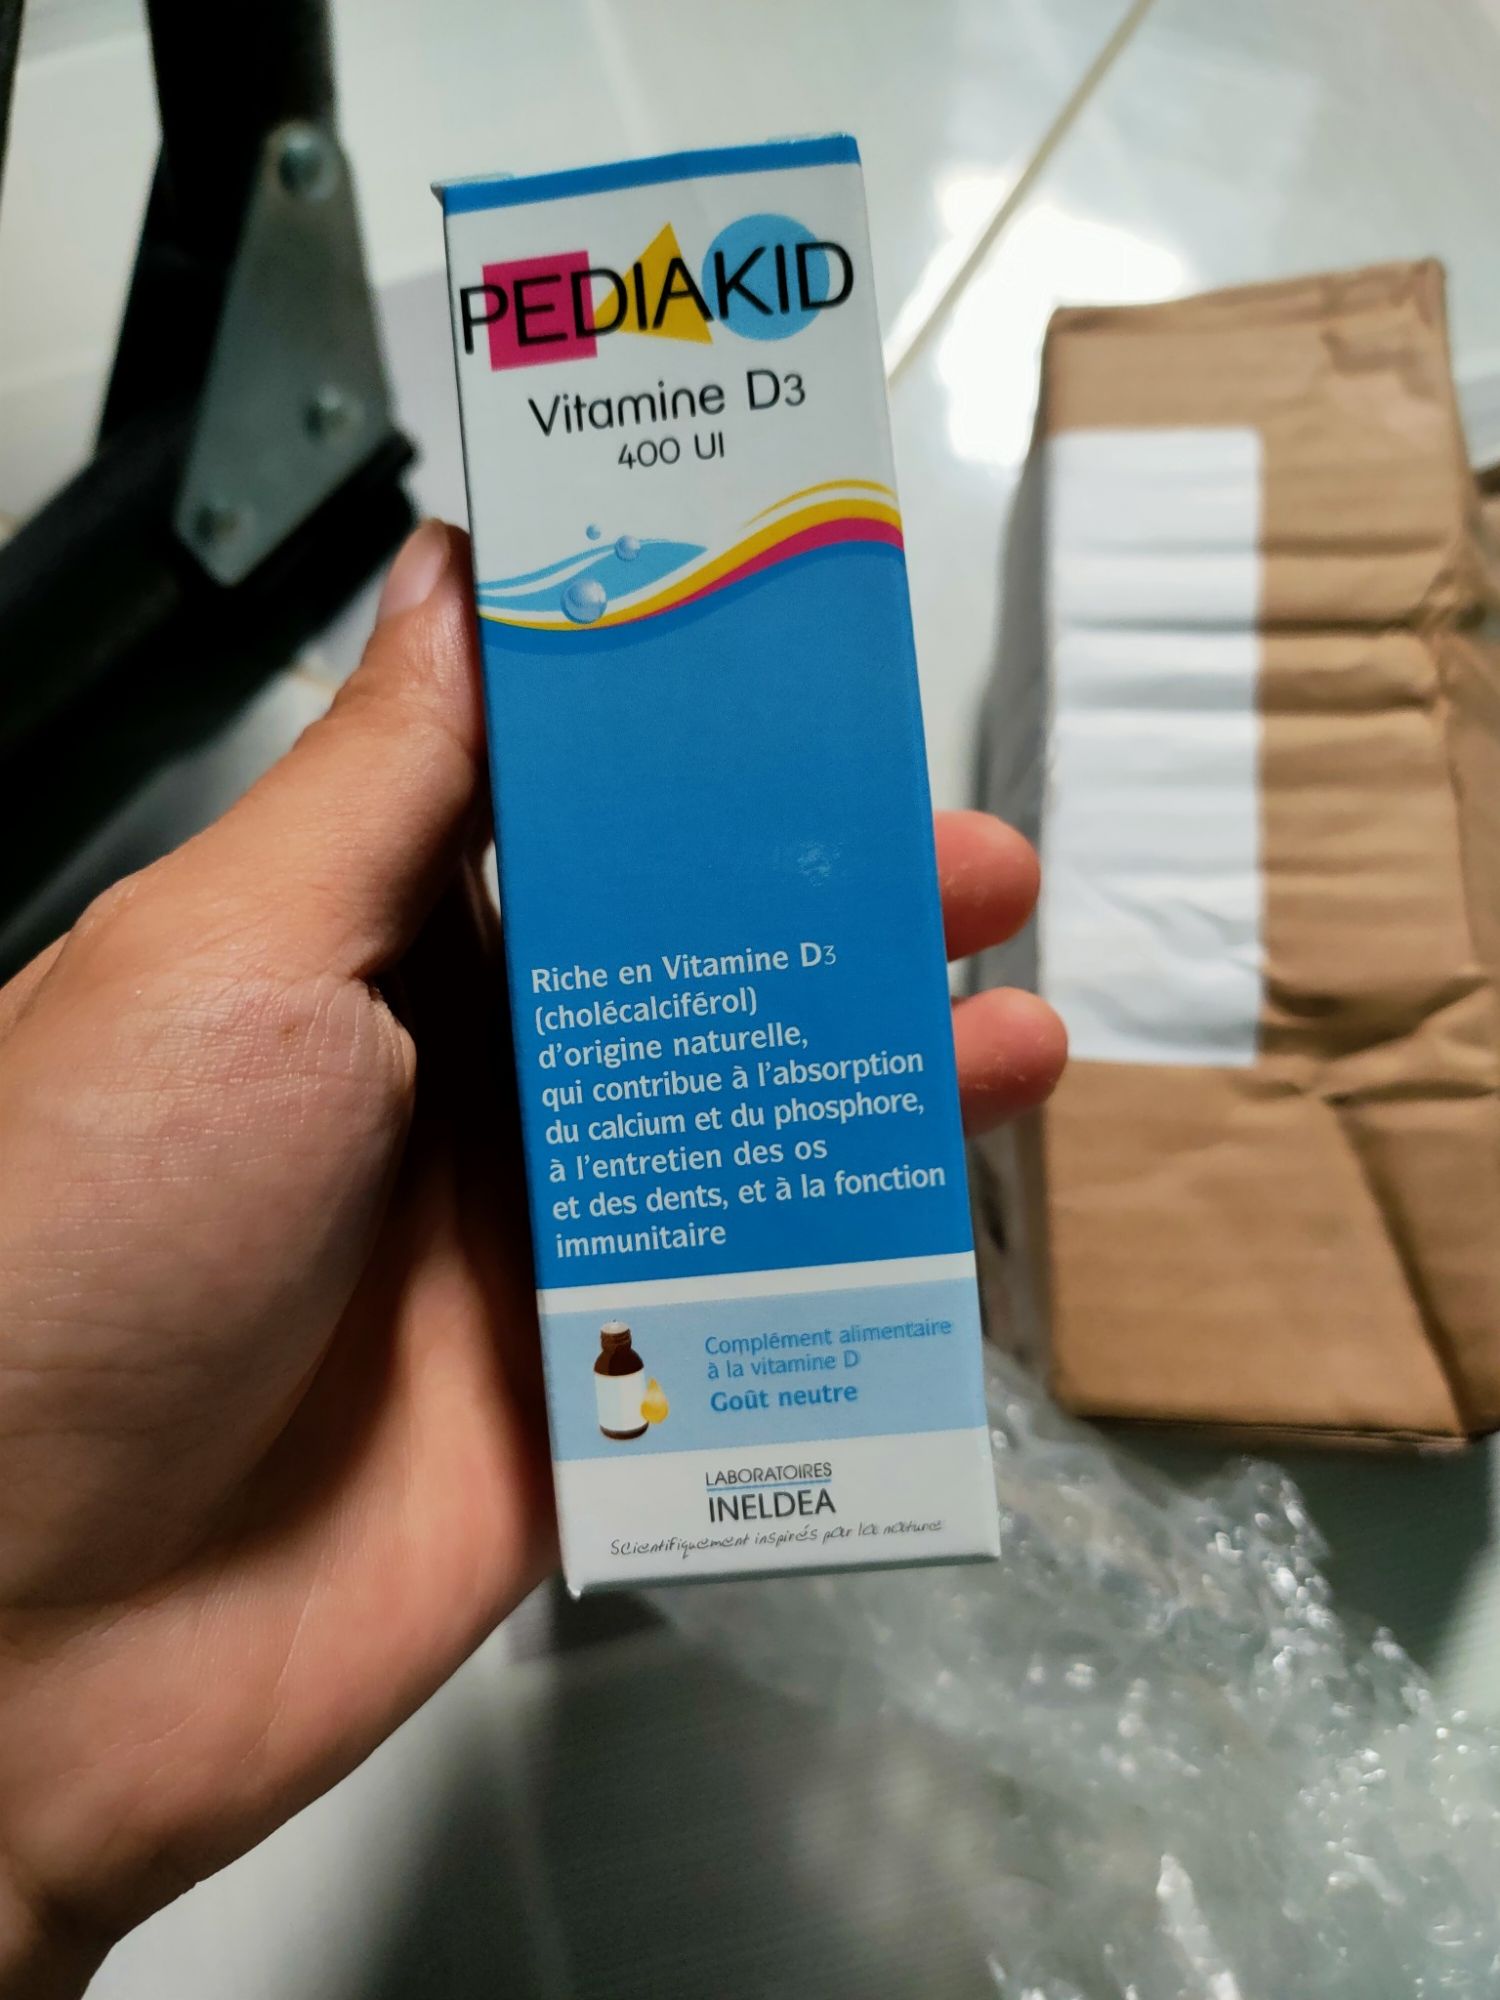 PEDIAKID
Vitamine D3
400 UI
Riche en Vitamine D3
(cholécalciférol)
d'origine naturelle,
qui contribue à l'absorption
du calcium et du phosphore,
à l'entretien des os
et des dents, et à la fonction
immunitaire
Complément alimentaire
à la vitamine D
Goût neutre
LABORATOIRES
INELDEA
Scientifiquement inspirés par la nature